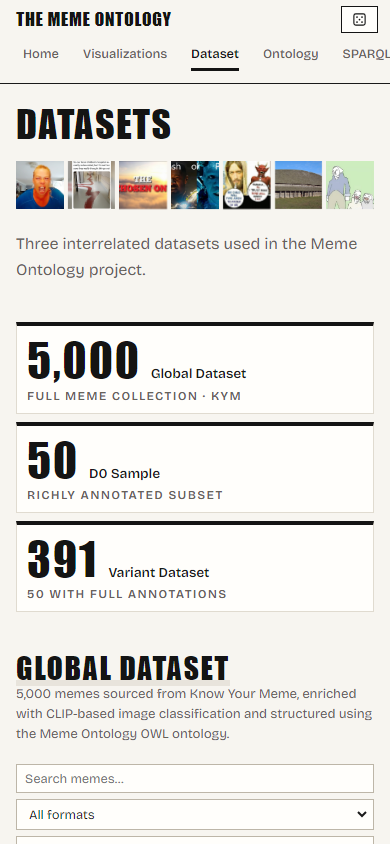 THE MEME ONTOLOGY
Home Visualizations Dataset Ontology SPARQL
DATASETS
THE
Three interrelated datasets used in the Meme
Ontology project.
5,000 Global Dataset
FULL MEME COLLECTION · KYM
50 D0 Sample
RICHLY ANNOTATED SUBSET
391 Variant Dataset
50 WITH FULL ANNOTATIONS
GLOBAL DATASET
5,000 memes sourced from Know Your Meme, enriched
with CLIP-based image classification and structured using
the Meme Ontology OWL ontology.
Search memes...
All formats